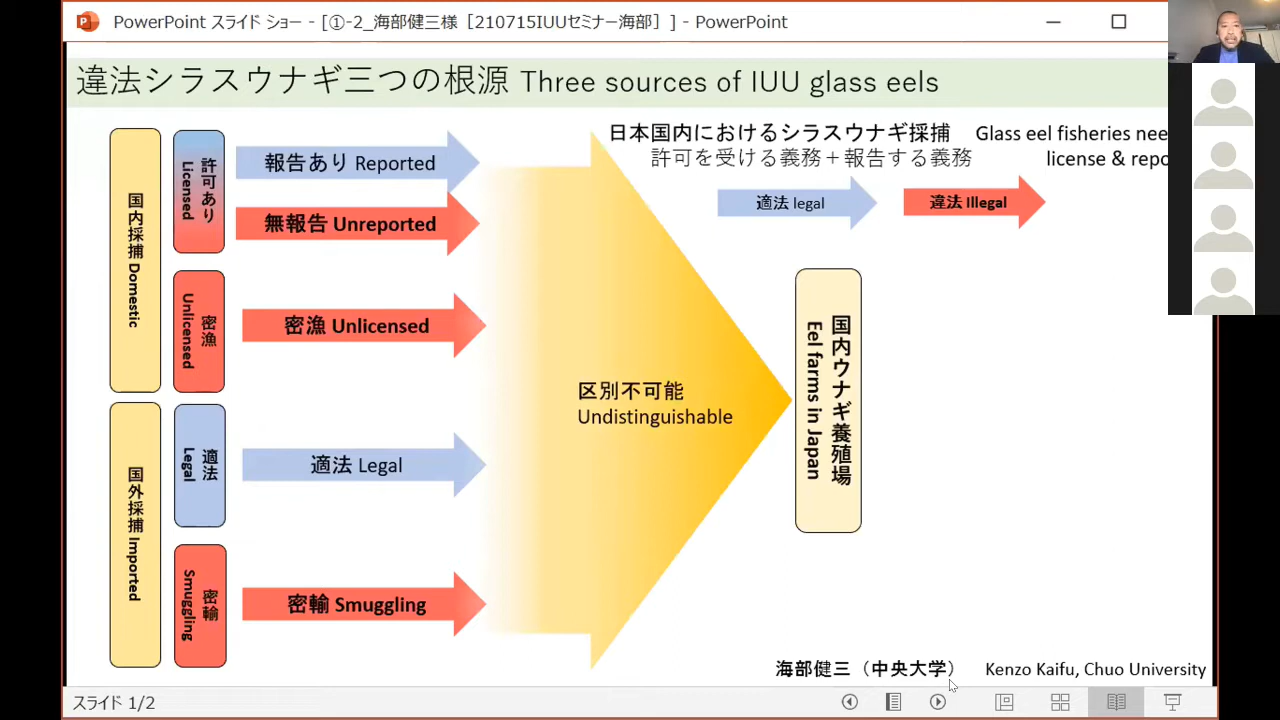 PowerPoint スライド ショー - [①-2_海部健三様［210715IUUセミナー海部］] - PowerPoint
違法シラスウナギ三つの根源 Three sources of IUU glass eels
日本国内におけるシラスウナギ採捕 Glass eel fisheries nee
許可を受ける義務＋報告する義務 license & repo
適法 legal
違法 Illegal
国内採捕 Domestic
許可あり
Licensed
報告あり Reported
無報告 Unreported
密漁
Unlicensed
密漁 Unlicensed
国外採捕 Imported
適法
Legal
適法 Legal
密輸
Smuggling
密輸 Smuggling
区別不可能
Undistinguishable
国内ウナギ養殖場
Eel farms in Japan
海部健三（中央大学） Kenzo Kaifu, Chuo University
スライド 1/2